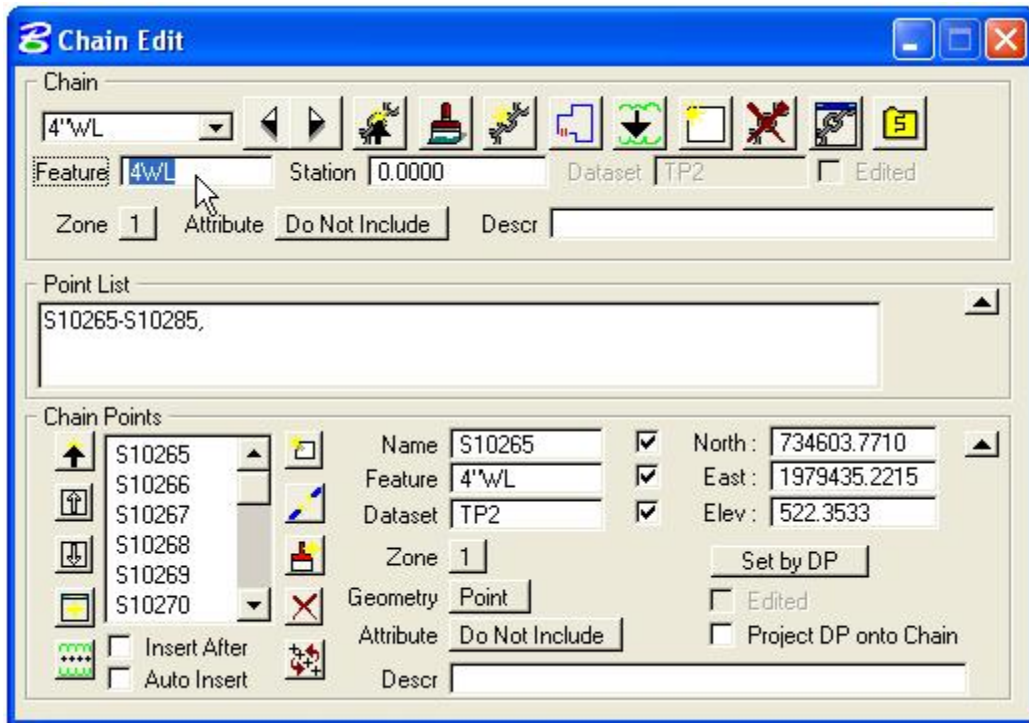 Chain Edit
Chain
4"WL
Feature 4WL Station 0.0000 Dataset TP2 Edited
Zone 1 Attribute Do Not Include Descr
Point List
S10265-S10285,
Chain Points
S10265
S10266
S10267
S10268
S10269
S10270
Insert After
Auto Insert
Name S10265
Feature 4"WL
Dataset TP2
Zone 1
Geometry Point
Attribute Do Not Include
Descr
North : 734603.7710
East : 1979435.2215
Elev : 522.3533
Set by DP
Edited
Project DP onto Chain